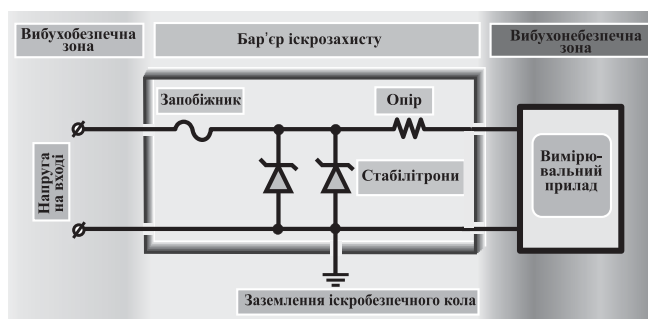 Вибухобезпечна
зона
Бар'єр іскрозахисту
Вибухонебезпечна
зона
Запобіжник
Опір
Напруга
на вході
Стабілітрони
Вимірю-
вальний
прилад
Заземлення іскробезпечного кола